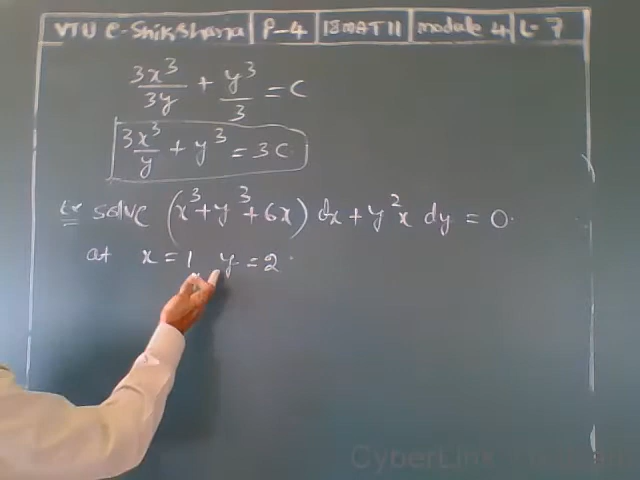 VTU e-Shikshana | P-4 | 18MAT11 | module 4 | L-7
3x³/3y + y³/3 = C
3x³/y + y³ = 3C.
Ex solve (x³+y³+6x) dx + y²x dy = 0.
at x = 1, y = 2.